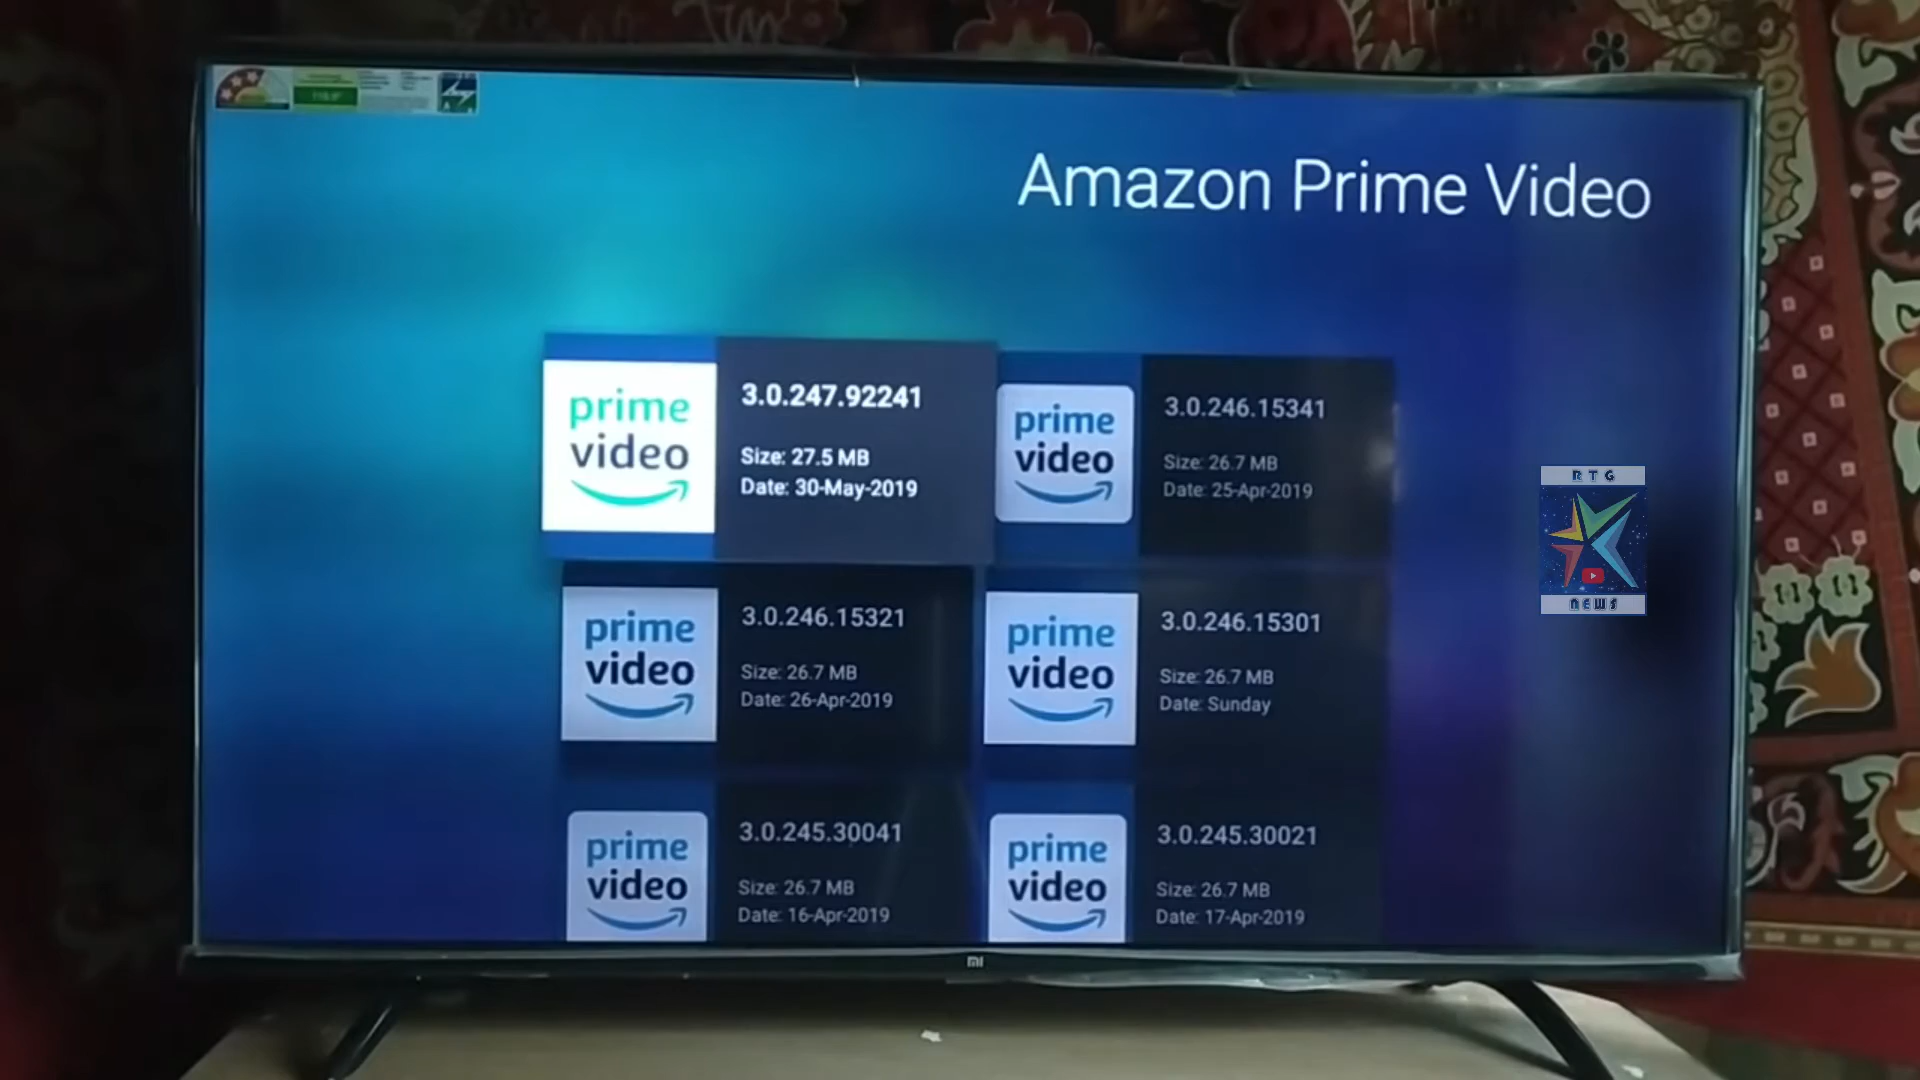 Amazon Prime Video
prime
video
3.0.247.92241
Size: 27.5 MB
Date: 30-May-2019
prime
video
3.0.246.15341
Size: 26.7 MB
Date: 25-Apr-2019
prime
video
3.0.246.15321
Size: 26.7 MB
Date: 26-Apr-2019
prime
video
3.0.246.15301
Size: 26.7 MB
Date: Sunday
prime
video
3.0.245.30041
Size: 26.7 MB
Date: 16-Apr-2019
prime
video
3.0.245.30021
Size: 26.7 MB
Date: 17-Apr-2019
RTG
NEWS
mi